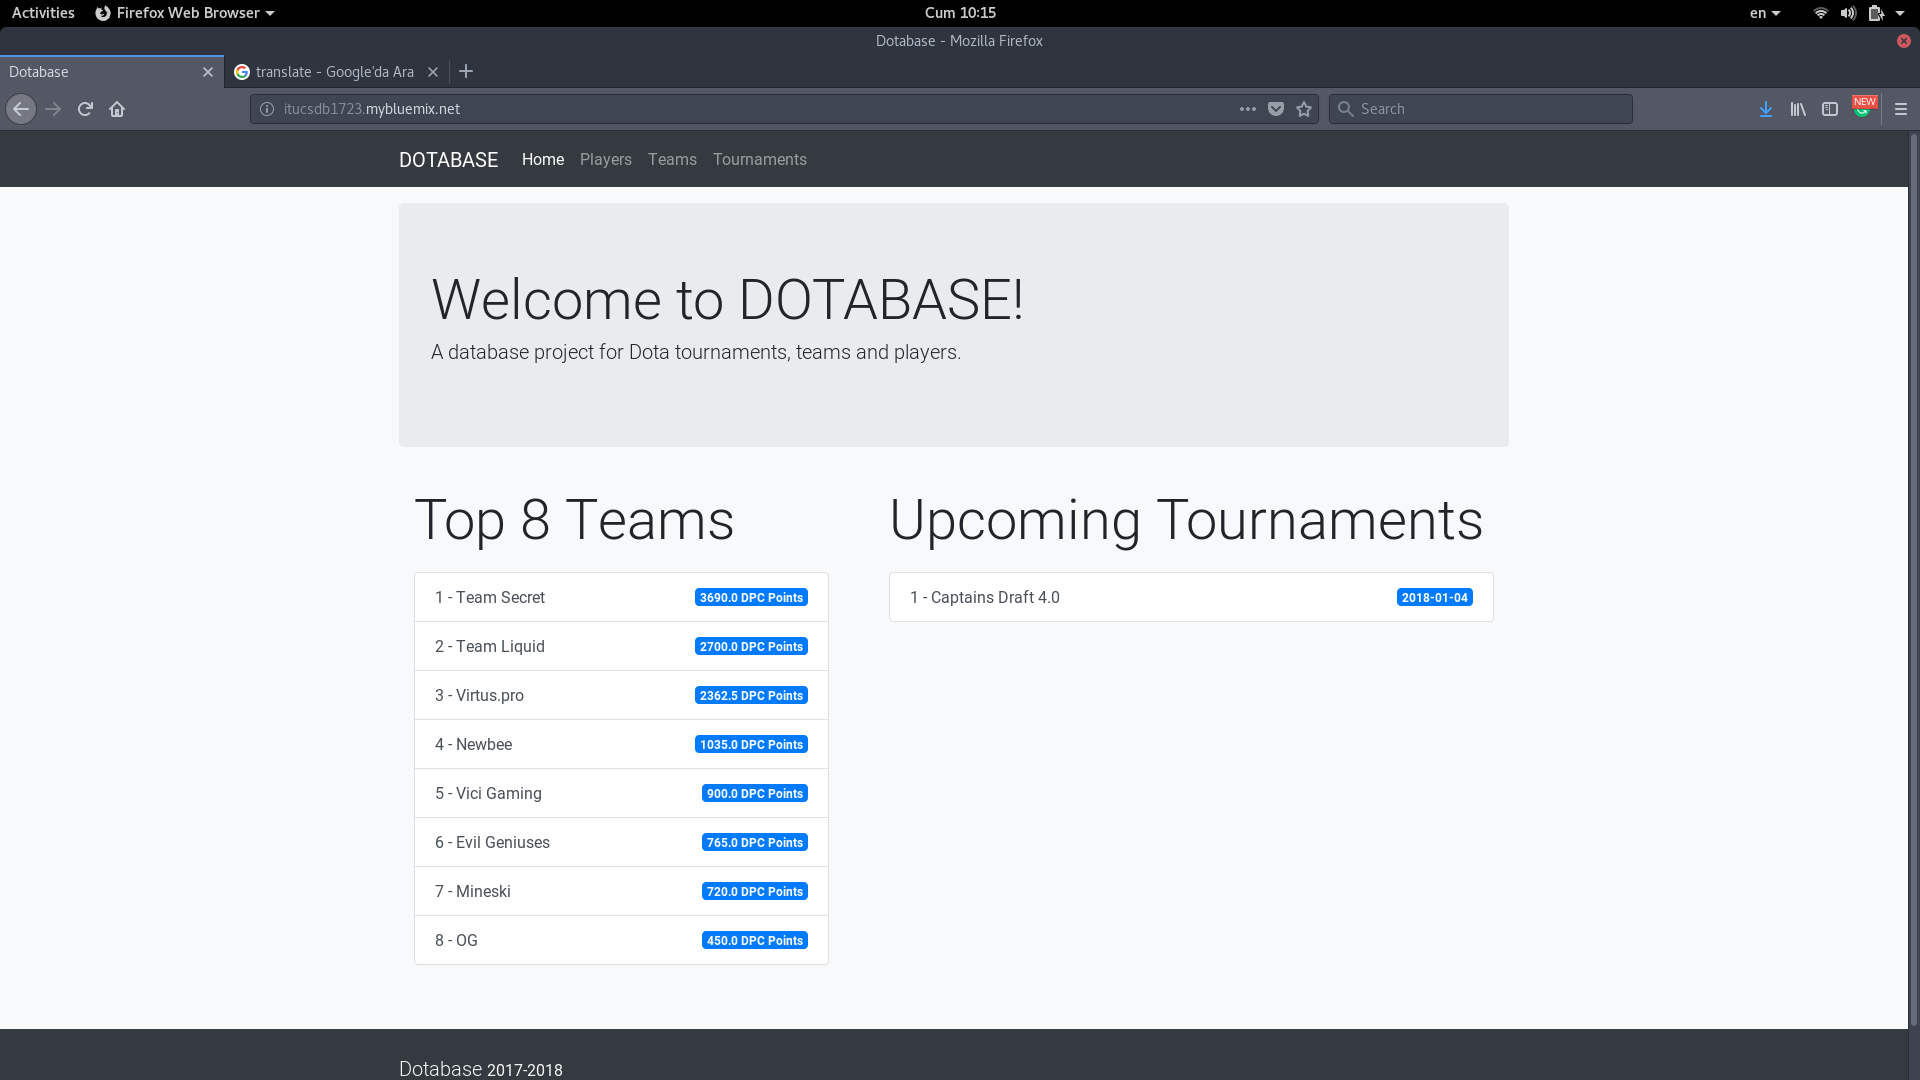 Activities Firefox Web Browser Cum 10:15 en
Dotabase - Mozilla Firefox
Dotabase translate - Google'da Ara
itucsdb1723.mybluemix.net Search NEW
DOTABASE Home Players Teams Tournaments
Welcome to DOTABASE!
A database project for Dota tournaments, teams and players.
Top 8 Teams
1 - Team Secret 3690.0 DPC Points
2 - Team Liquid 2700.0 DPC Points
3 - Virtus.pro 2362.5 DPC Points
4 - Newbee 1035.0 DPC Points
5 - Vici Gaming 900.0 DPC Points
6 - Evil Geniuses 765.0 DPC Points
7 - Mineski 720.0 DPC Points
8 - OG 450.0 DPC Points
Upcoming Tournaments
1 - Captains Draft 4.0 2018-01-04
Dotabase 2017-2018